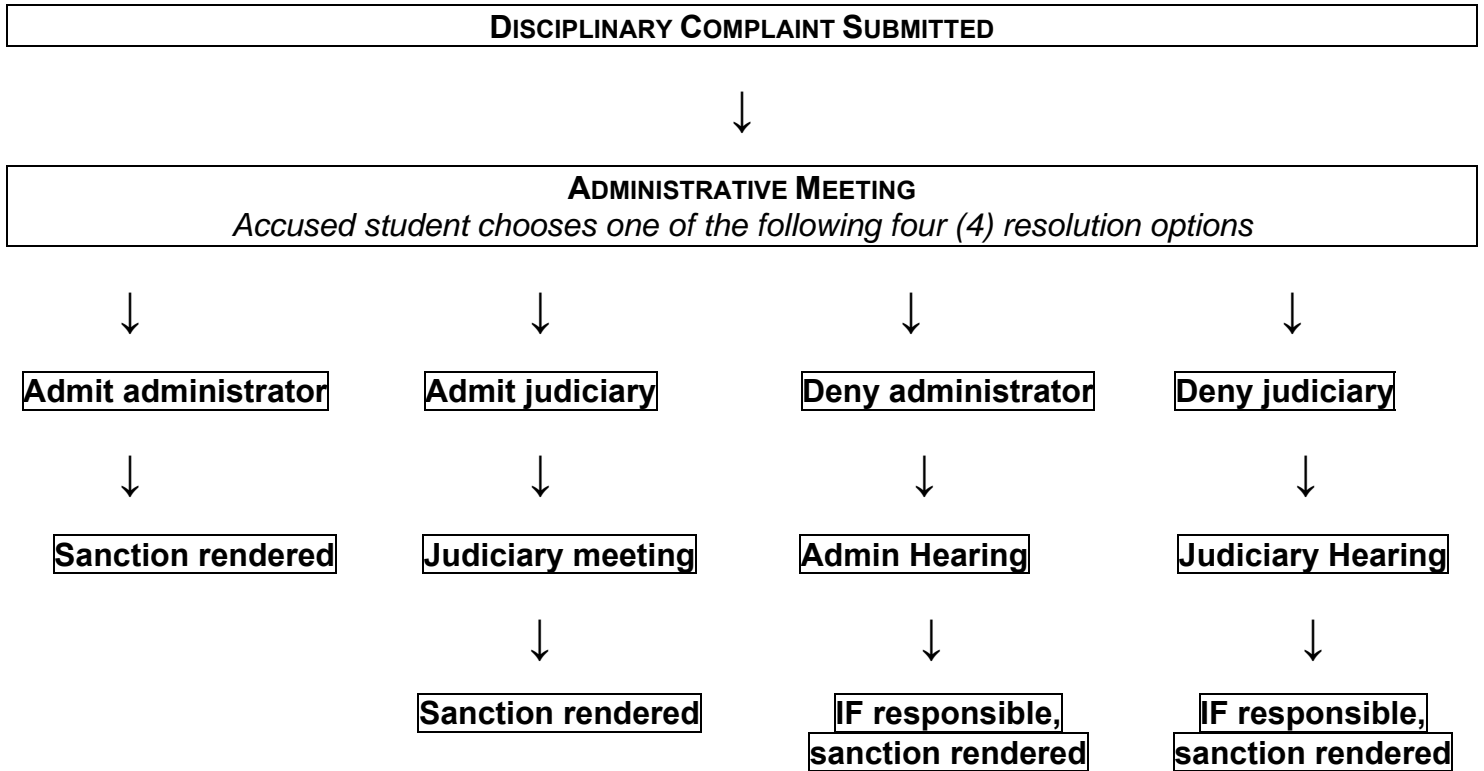 DISCIPLINARY COMPLAINT SUBMITTED
↓
ADMINISTRATIVE MEETING
Accused student chooses one of the following four (4) resolution options
↓ ↓ ↓ ↓
Admit administrator Admit judiciary Deny administrator Deny judiciary
↓ ↓ ↓ ↓
Sanction rendered Judiciary meeting Admin Hearing Judiciary Hearing
↓ ↓ ↓
Sanction rendered IF responsible, IF responsible,
sanction rendered sanction rendered